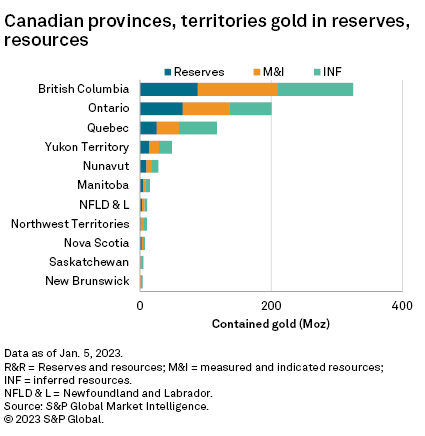 Canadian provinces, territories gold in reserves,
resources
Reserves M&I INF
British Columbia
Ontario
Quebec
Yukon Territory
Nunavut
Manitoba
NFLD & L
Northwest Territories
Nova Scotia
Saskatchewan
New Brunswick
0 200 400
Contained gold (Moz)
Data as of Jan. 5, 2023.
R&R = Reserves and resources; M&I = measured and indicated resources;
INF = inferred resources.
NFLD & L = Newfoundland and Labrador.
Source: S&P Global Market Intelligence.
© 2023 S&P Global.